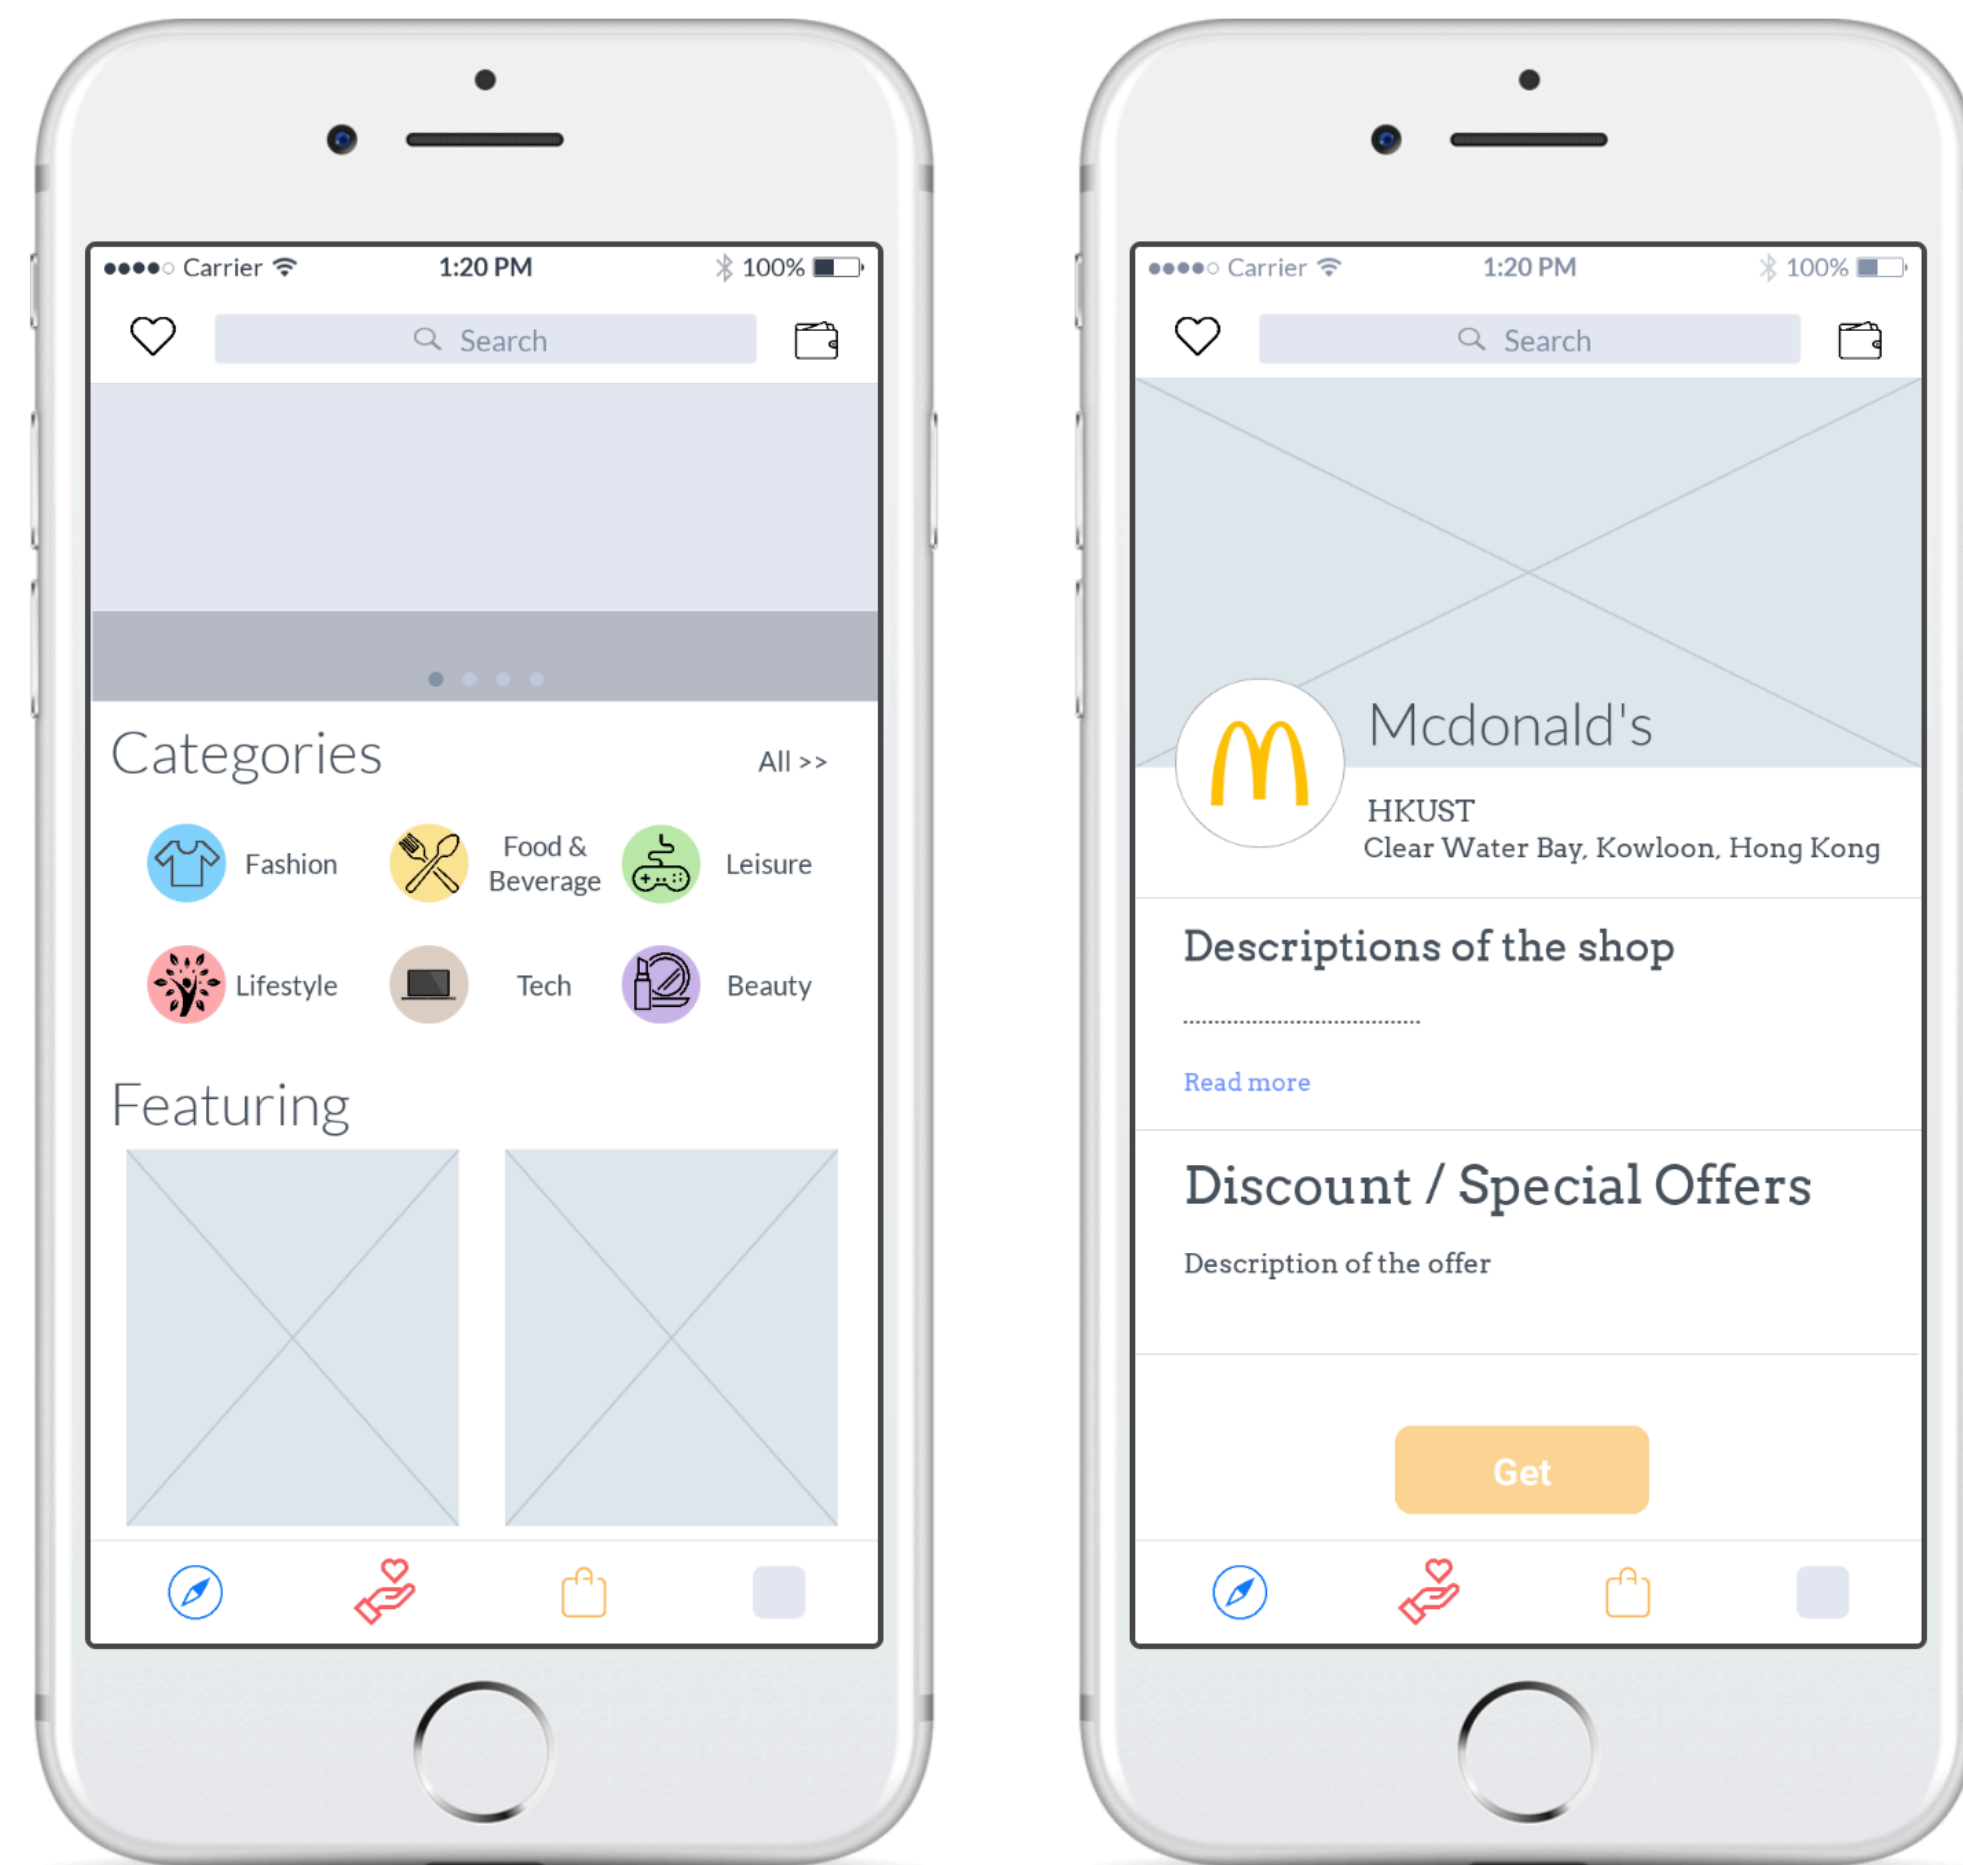 Carrier 1:20 PM 100%
Search
Categories
All >>
Fashion
Food &
Beverage
Leisure
Lifestyle
Tech
Beauty
Featuring
Carrier 1:20 PM 100%
Search
Mcdonald's
HKUST
Clear Water Bay, Kowloon, Hong Kong
Descriptions of the shop
......................................
Read more
Discount / Special Offers
Description of the offer
Get